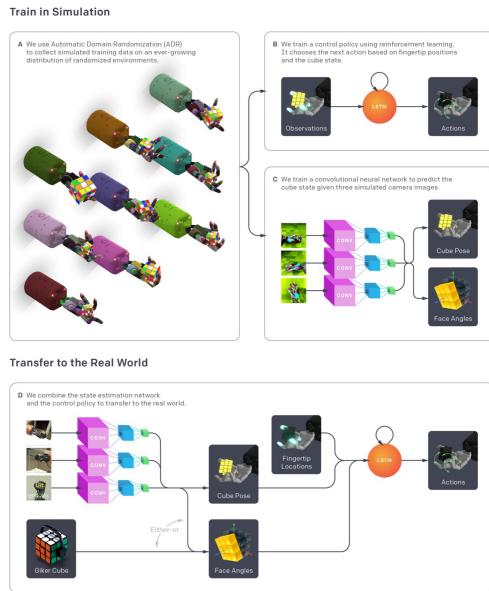 Train in Simulation
A We use Automatic Domain Randomization (ADR)
to collect simulated training data on an ever-growing
distribution of randomized environments.
B We train a control policy using reinforcement learning.
It chooses the next action based on fingertip positions
and the cube state.
Observations
LSTM
Actions
C We train a convolutional neural network to predict the
cube state given three simulated camera images.
CONV
CONV
CONV
Cube Pose
Face Angles
Transfer to the Real World
D We combine the state estimation network
and the control policy to transfer to the real world.
CONV
CONV
CONV
Cube Pose
Fingertip
Locations
LSTM
Actions
Either-or
Giker Cube
Face Angles